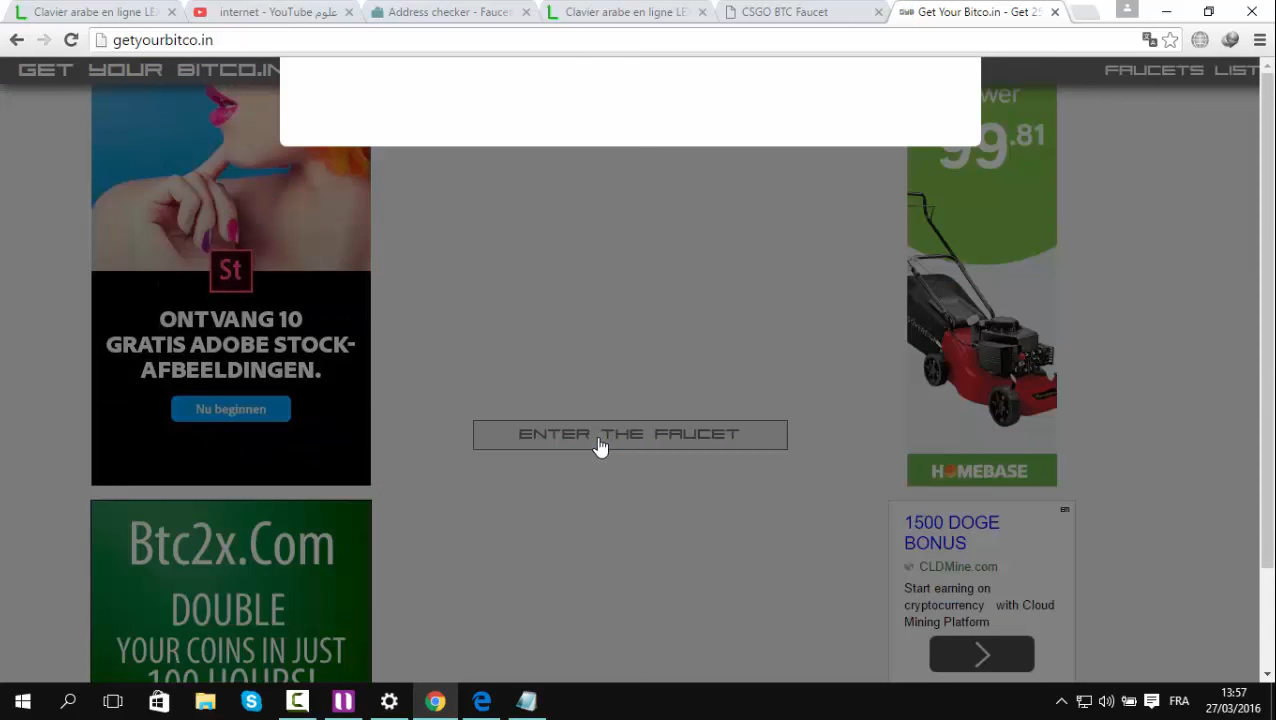 Clavier arabe en ligne LE
علوم internet - YouTube
Address checker - Fauce
Clavier arabe en ligne LE
CSGO BTC Faucet
Get Your Bitco.in - Get 2
getyourbitco.in
GET YOUR BITCO.IN
FAUCETS LIST
ower
99.81
St
ONTVANG 10
GRATIS ADOBE STOCK-
AFBEELDINGEN.
Nu beginnen
ENTER THE FAUCET
HOMEBASE
Btc2x.Com
DOUBLE
YOUR COINS IN JUST
100 HOURS!
1500 DOGE
BONUS
CLDMine.com
Start earning on
cryptocurrency with Cloud
Mining Platform
FRA
13:57
27/03/2016